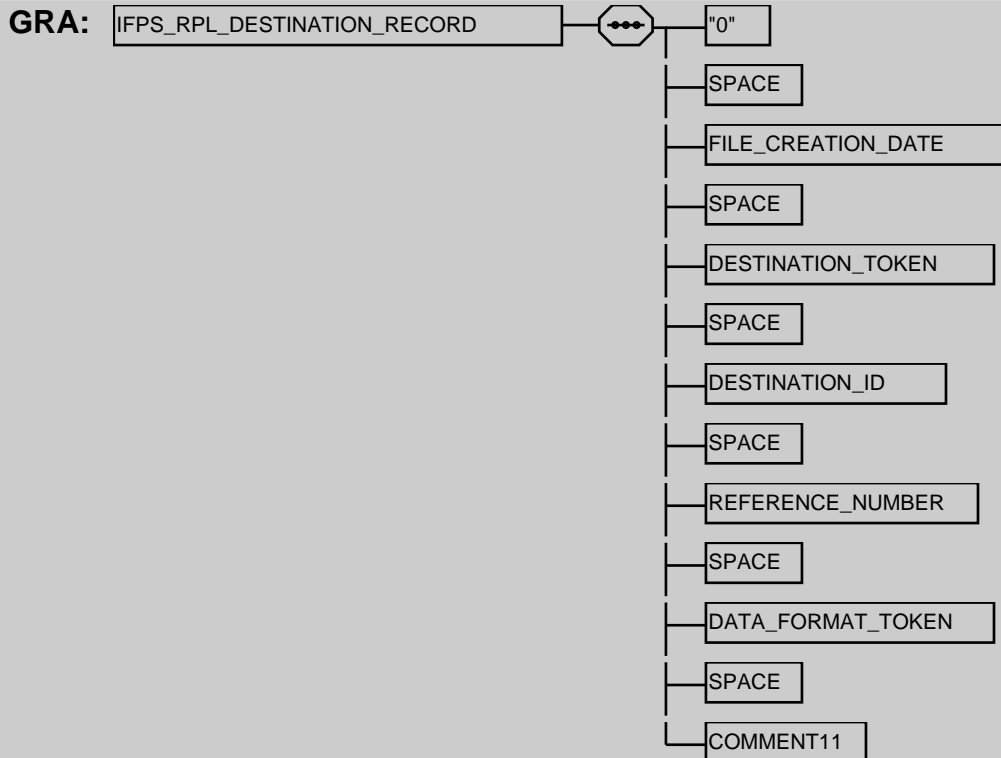 GRA: IFPS_RPL_DESTINATION_RECORD "0"
SPACE
FILE_CREATION_DATE
SPACE
DESTINATION_TOKEN
SPACE
DESTINATION_ID
SPACE
REFERENCE_NUMBER
SPACE
DATA_FORMAT_TOKEN
SPACE
COMMENT11